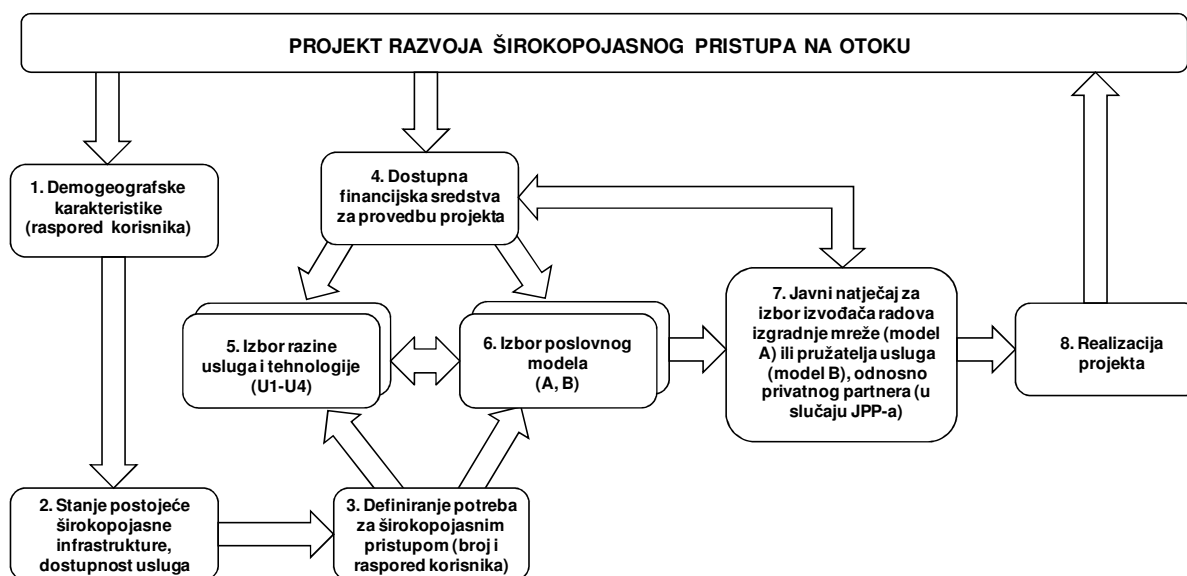 PROJEKT RAZVOJA ŠIROKOPOJASNOG PRISTUPA NA OTOKU
1. Demogeografske
karakteristike
(raspored korisnika)
2. Stanje postojeće
širokopojasne
infrastrukture,
dostupnost usluga
3. Definiranje potreba
za širokopojasnim
pristupom (broj i
raspored korisnika)
4. Dostupna
financijska sredstva
za provedbu projekta
5. Izbor razine
usluga i tehnologije
(U1-U4)
6. Izbor poslovnog
modela
(A, B)
7. Javni natječaj za
izbor izvođača radova
izgradnje mreže (model
A) ili pružatelja usluga
(model B), odnosno
privatnog partnera (u
slučaju JPP-a)
8. Realizacija
projekta